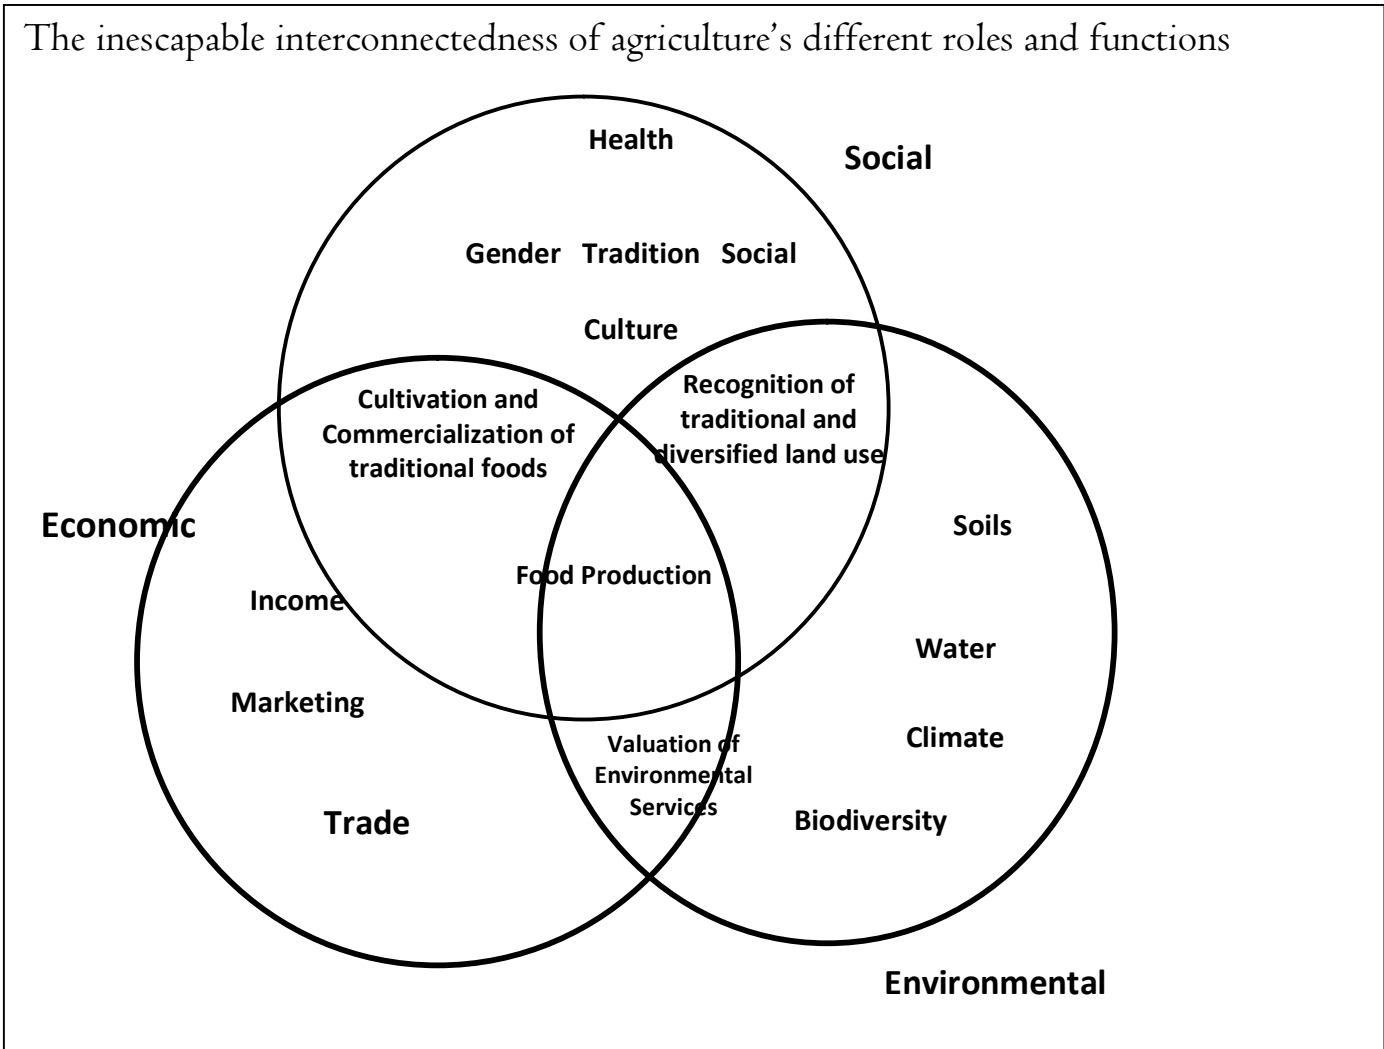 The inescapable interconnectedness of agriculture’s different roles and functions
Health
Social
Gender Tradition Social
Culture
Cultivation and
Commercialization of
traditional foods
Recognition of
traditional and
diversified land use
Economic
Soils
Food Production
Income
Water
Marketing
Climate
Valuation of
Environmental
Services
Trade
Biodiversity
Environmental